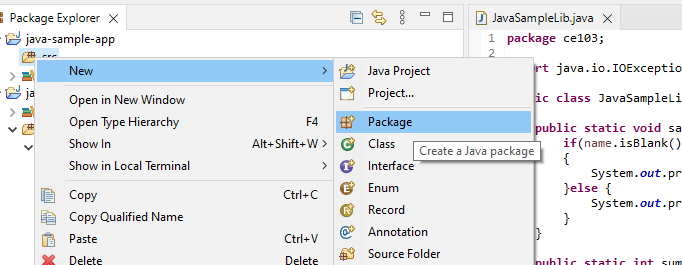 Package Explorer
java-sample-app
src
New
Open in New Window
Open Type Hierarchy F4
Show In Alt+Shift+W
Show in Local Terminal
Copy Ctrl+C
Copy Qualified Name
Paste Ctrl+V
Delete Delete
Java Project
Project...
Package
Class
Interface
Enum
Record
Annotation
Source Folder
Create a Java package
JavaSampleLib.java
1 package ce103;
2
rt java.io.IOExceptio
ic class JavaSampleLi
public static void sa
if(name.isBlank()
{
System.out.pr
}else {
System.out.pr
}
}
public static int sum